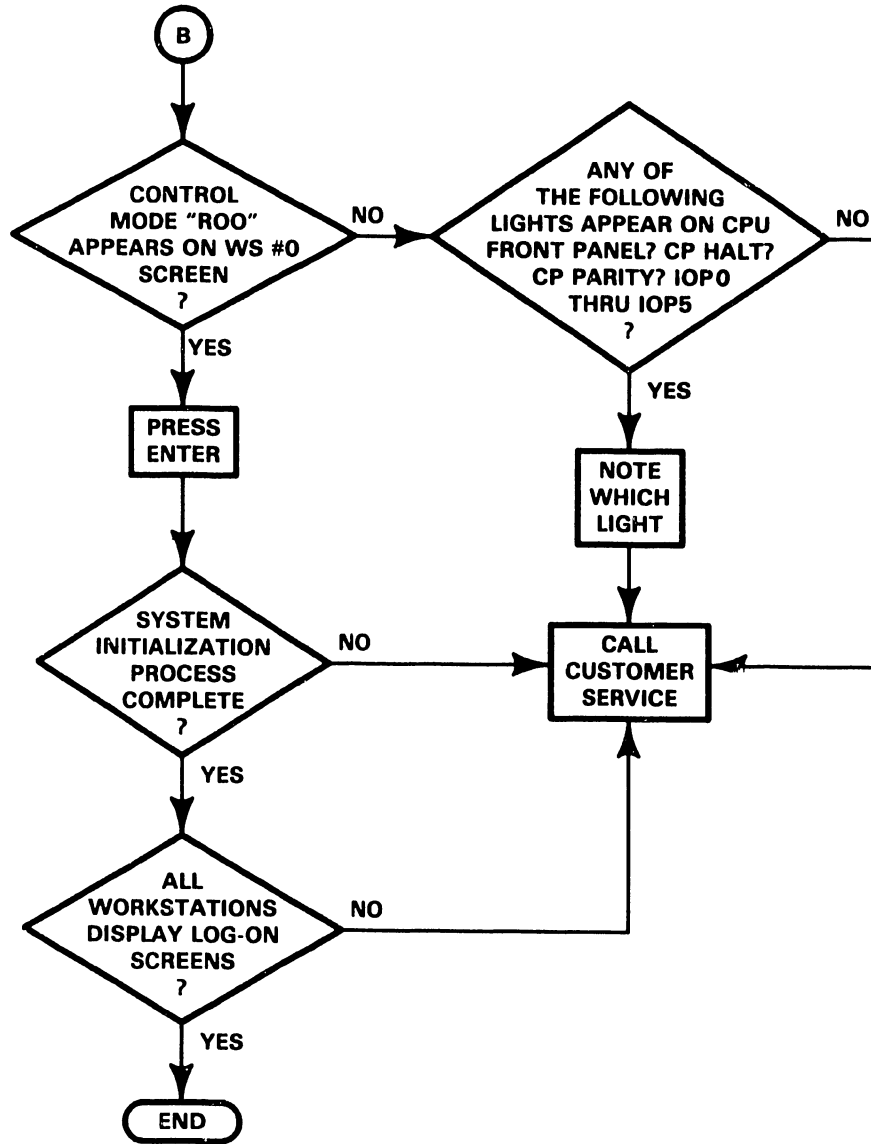 B
CONTROL
MODE "ROO"
APPEARS ON WS #0
SCREEN
?
NO
ANY OF
THE FOLLOWING
LIGHTS APPEAR ON CPU
FRONT PANEL? CP HALT?
CP PARITY? IOP0
THRU IOP5
?
NO
YES
PRESS
ENTER
YES
NOTE
WHICH
LIGHT
SYSTEM
INITIALIZATION
PROCESS
COMPLETE
?
NO
CALL
CUSTOMER
SERVICE
YES
ALL
WORKSTATIONS
DISPLAY LOG-ON
SCREENS
?
NO
YES
END